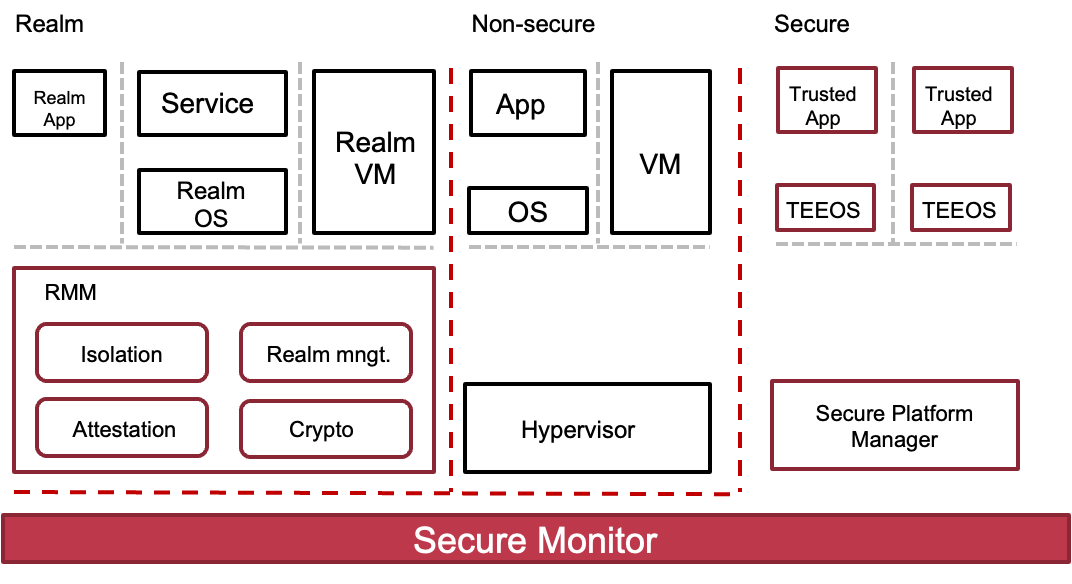 Realm
Non-secure
Secure
Realm
App
Service
Realm
OS
Realm
VM
App
OS
VM
Trusted
App
Trusted
App
TEEOS
TEEOS
RMM
Isolation
Realm mngt.
Attestation
Crypto
Hypervisor
Secure Platform
Manager
Secure Monitor